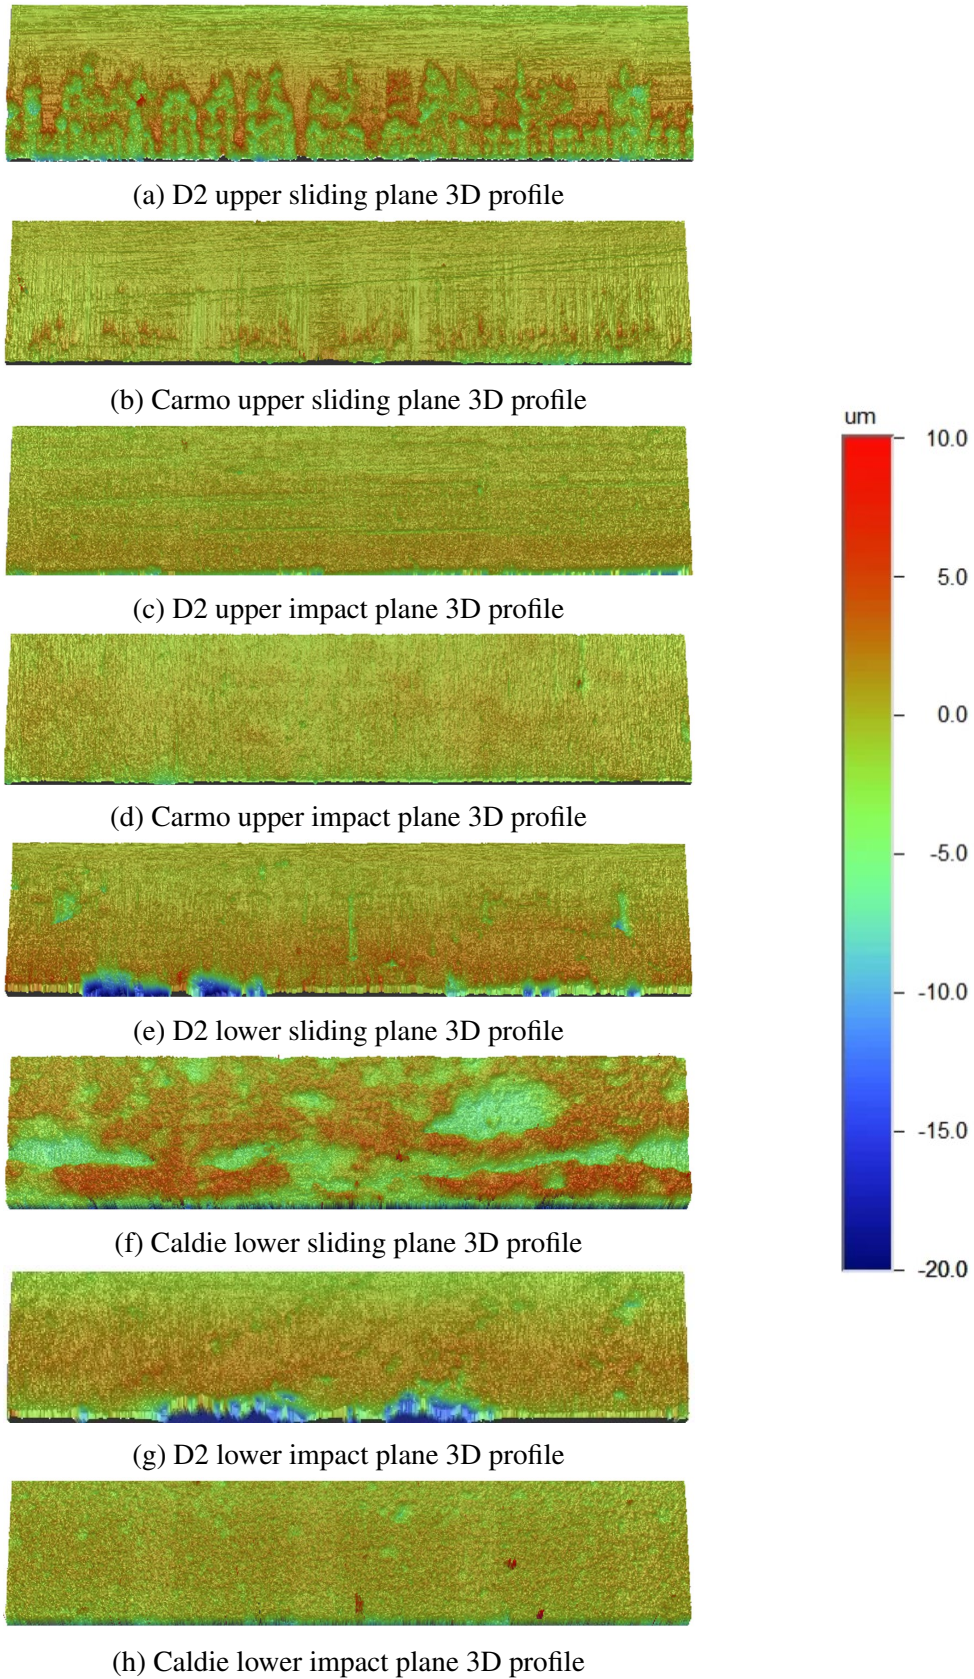 (a) D2 upper sliding plane 3D profile
(b) Carmo upper sliding plane 3D profile
(c) D2 upper impact plane 3D profile
(d) Carmo upper impact plane 3D profile
(e) D2 lower sliding plane 3D profile
(f) Caldie lower sliding plane 3D profile
(g) D2 lower impact plane 3D profile
(h) Caldie lower impact plane 3D profile
um
10.0
5.0
0.0
-5.0
-10.0
-15.0
-20.0